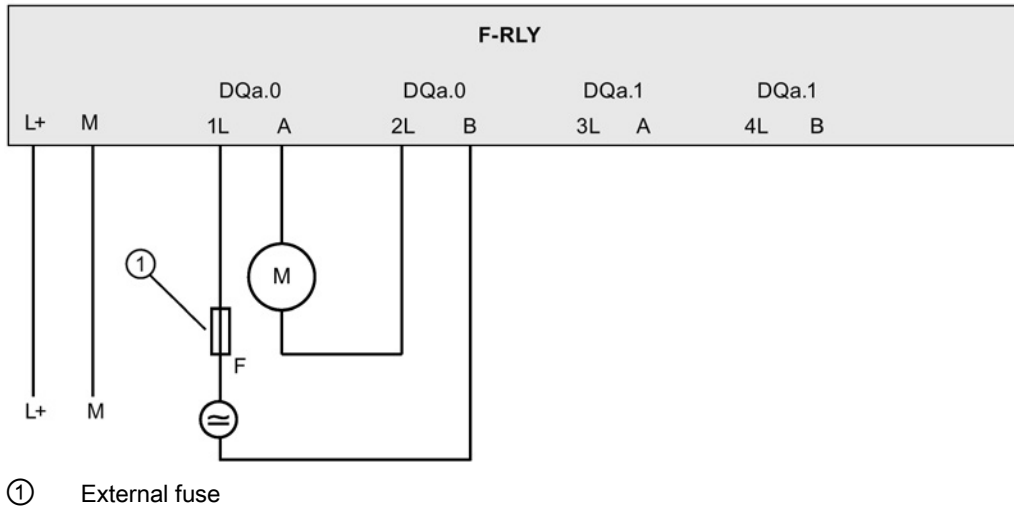 F-RLY
DQa.0 DQa.0 DQa.1 DQa.1
L+ M 1L A 2L B 3L A 4L B
①
M
F
L+ M
① External fuse